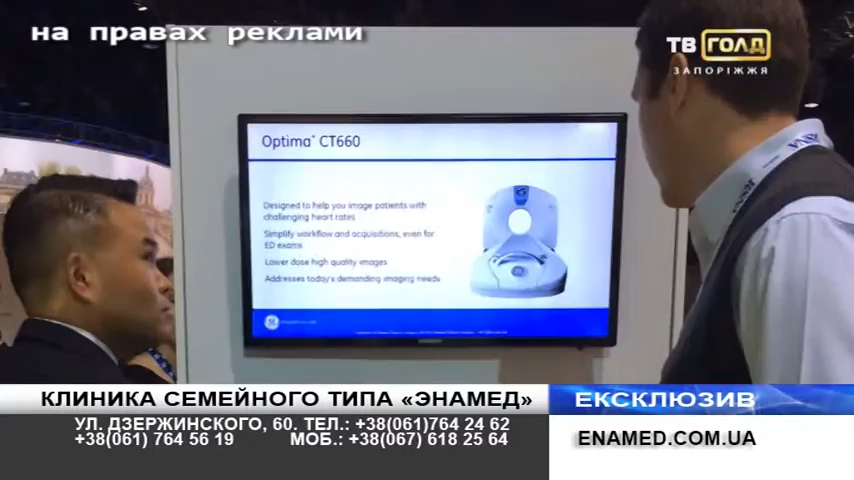 на правах реклами
ТВ ГОЛД
ЗАПОРІЖЖЯ
Optima™ CT660
Designed to help you image patients with
challenging heart rates
Simplify workflow and acquisitions, even for
ED exams
Lower dose high quality images
Addresses today's demanding imaging needs
КЛИНИКА СЕМЕЙНОГО ТИПА «ЭНАМЕД»
ЕКСКЛЮЗИВ
УЛ. ДЗЕРЖИНСКОГО, 60. ТЕЛ.: +38(061)764 24 62
+38(061) 764 56 19 МОБ.: +38(067) 618 25 64
ENAMED.COM.UA